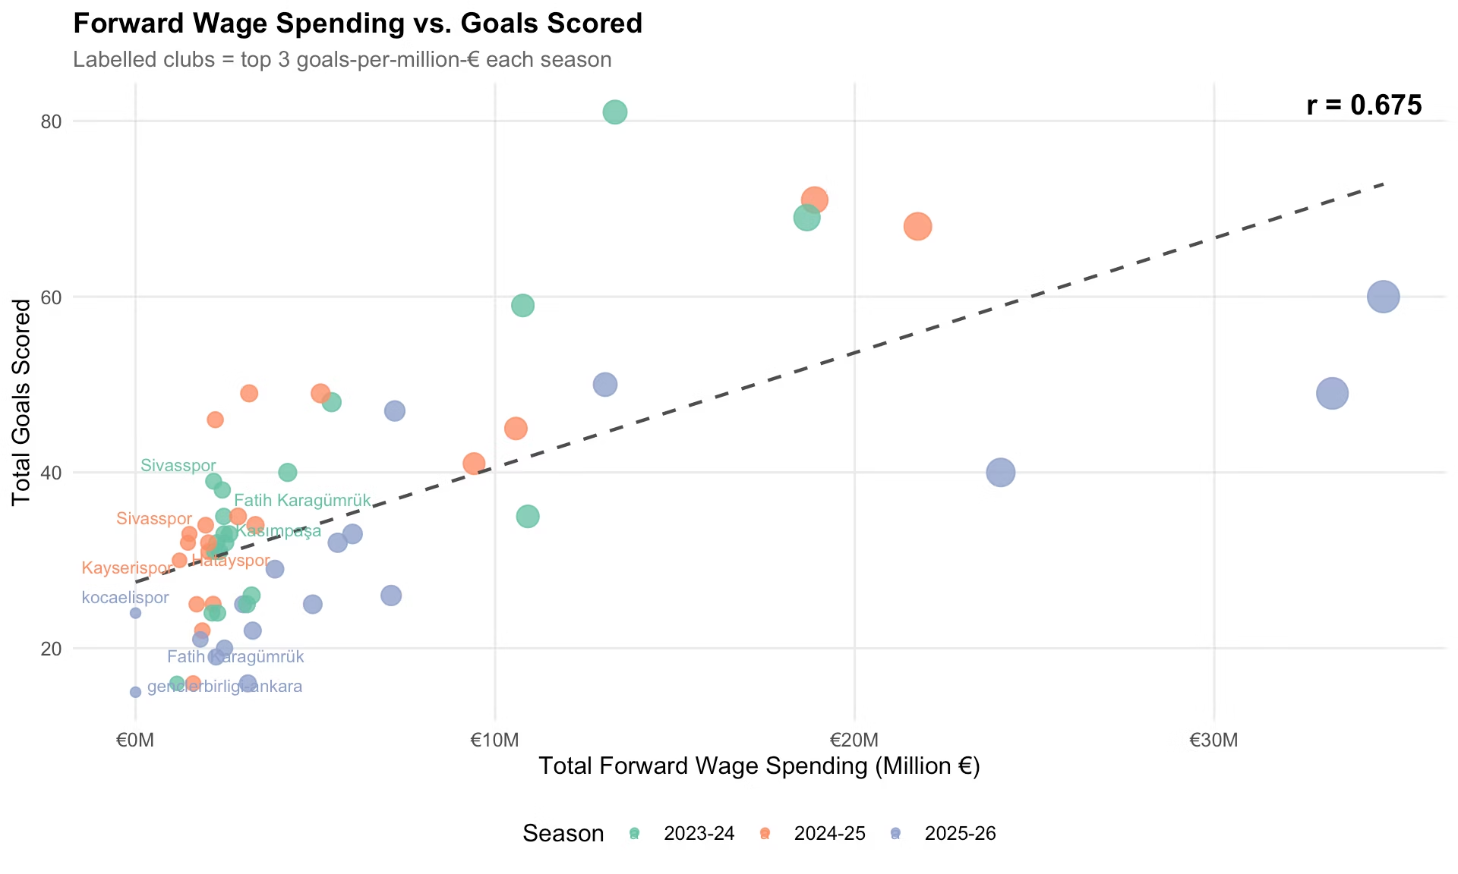 Forward Wage Spending vs. Goals Scored
Labelled clubs = top 3 goals-per-million-€ each season
r = 0.675
Total Goals Scored
80
60
40
20
Sivasspor
Fatih Karagümrük
Sivasspor
Kasımpaşa
Hatayspor
Kayserispor
kocaelispor
Fatih Karagümrük
genclerbirligi-ankara
€0M
€10M
€20M
€30M
Total Forward Wage Spending (Million €)
Season
2023-24
2024-25
2025-26